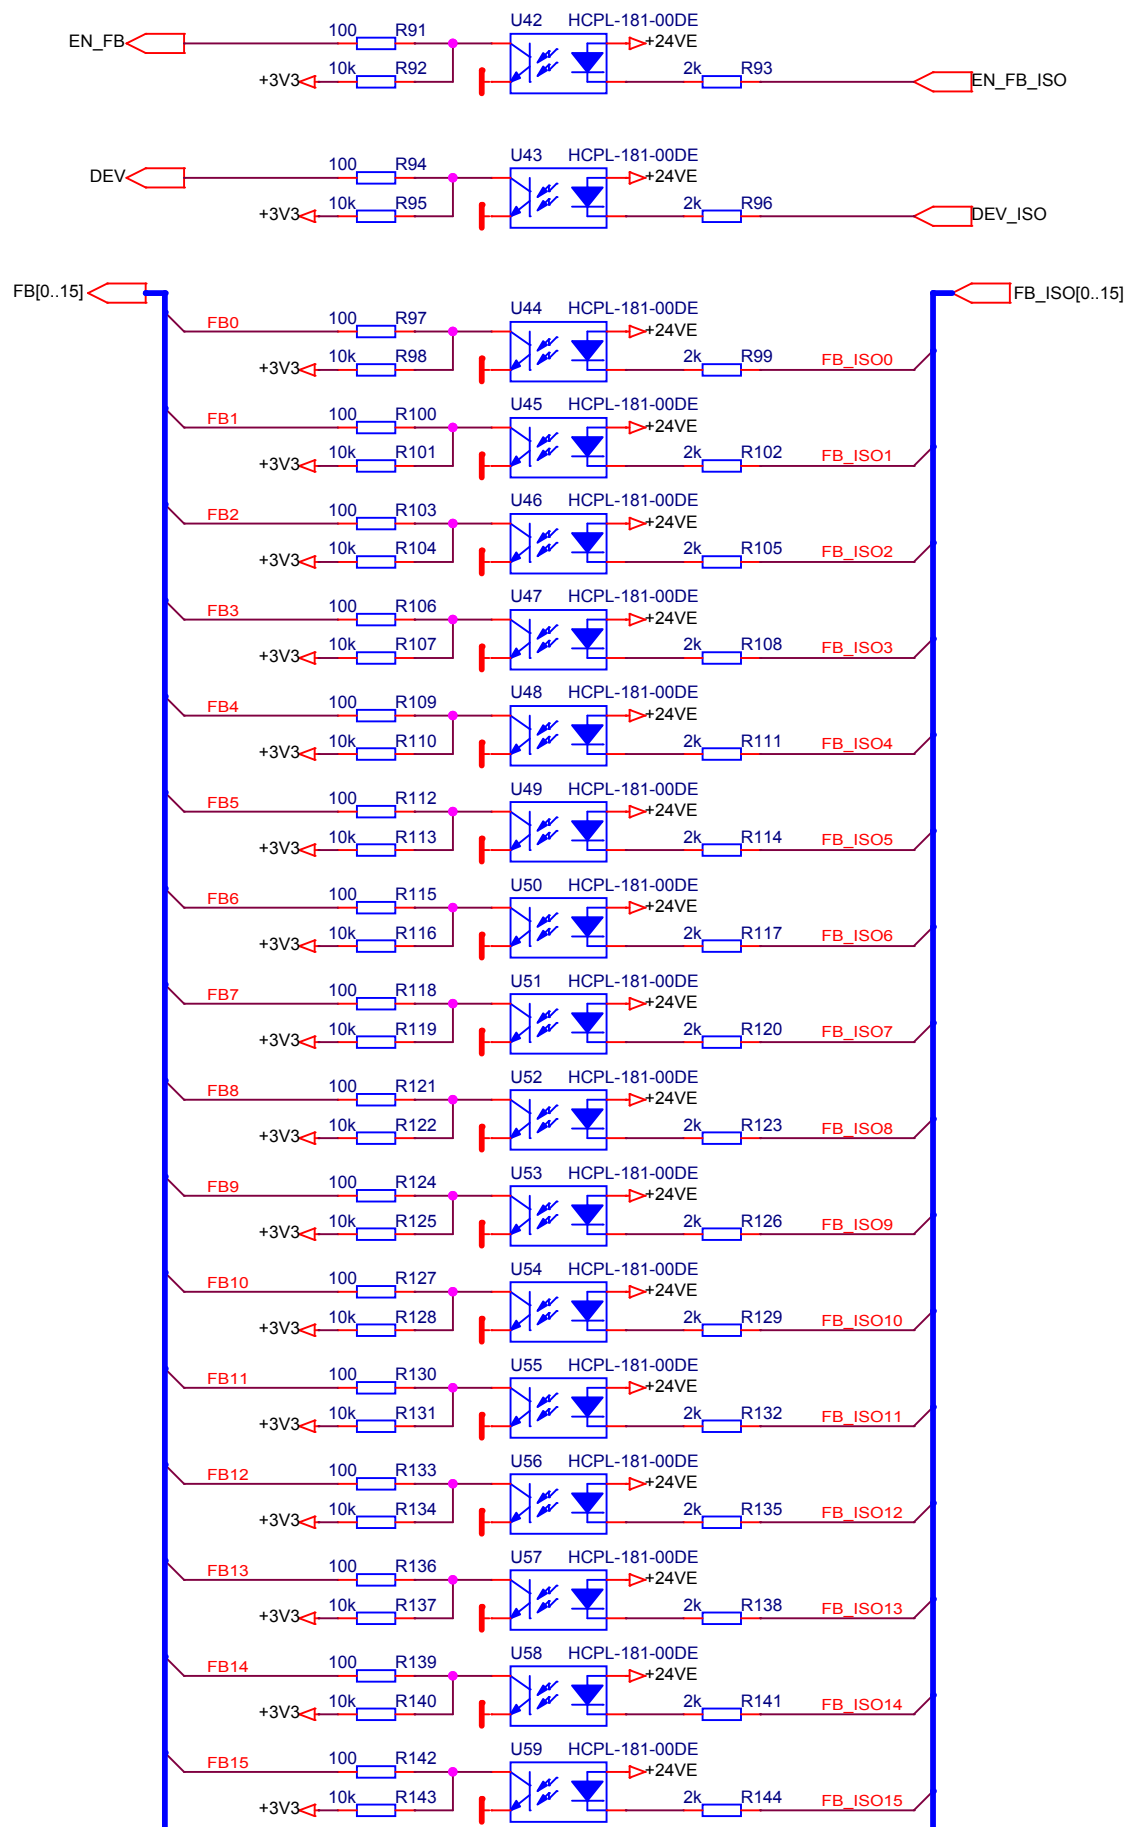 U42 HCPL-181-00DE
EN_FB 100 R91 +24VE
+3V3 10k R92 2k R93 EN_FB_ISO
U43 HCPL-181-00DE
DEV 100 R94 +24VE
+3V3 10k R95 2k R96 DEV_ISO
FB[0..15] FB_ISO[0..15]
U44 HCPL-181-00DE
FB0 100 R97 +24VE
+3V3 10k R98 2k R99 FB_ISO0
U45 HCPL-181-00DE
FB1 100 R100 +24VE
+3V3 10k R101 2k R102 FB_ISO1
U46 HCPL-181-00DE
FB2 100 R103 +24VE
+3V3 10k R104 2k R105 FB_ISO2
U47 HCPL-181-00DE
FB3 100 R106 +24VE
+3V3 10k R107 2k R108 FB_ISO3
U48 HCPL-181-00DE
FB4 100 R109 +24VE
+3V3 10k R110 2k R111 FB_ISO4
U49 HCPL-181-00DE
FB5 100 R112 +24VE
+3V3 10k R113 2k R114 FB_ISO5
U50 HCPL-181-00DE
FB6 100 R115 +24VE
+3V3 10k R116 2k R117 FB_ISO6
U51 HCPL-181-00DE
FB7 100 R118 +24VE
+3V3 10k R119 2k R120 FB_ISO7
U52 HCPL-181-00DE
FB8 100 R121 +24VE
+3V3 10k R122 2k R123 FB_ISO8
U53 HCPL-181-00DE
FB9 100 R124 +24VE
+3V3 10k R125 2k R126 FB_ISO9
U54 HCPL-181-00DE
FB10 100 R127 +24VE
+3V3 10k R128 2k R129 FB_ISO10
U55 HCPL-181-00DE
FB11 100 R130 +24VE
+3V3 10k R131 2k R132 FB_ISO11
U56 HCPL-181-00DE
FB12 100 R133 +24VE
+3V3 10k R134 2k R135 FB_ISO12
U57 HCPL-181-00DE
FB13 100 R136 +24VE
+3V3 10k R137 2k R138 FB_ISO13
U58 HCPL-181-00DE
FB14 100 R139 +24VE
+3V3 10k R140 2k R141 FB_ISO14
U59 HCPL-181-00DE
FB15 100 R142 +24VE
+3V3 10k R143 2k R144 FB_ISO15